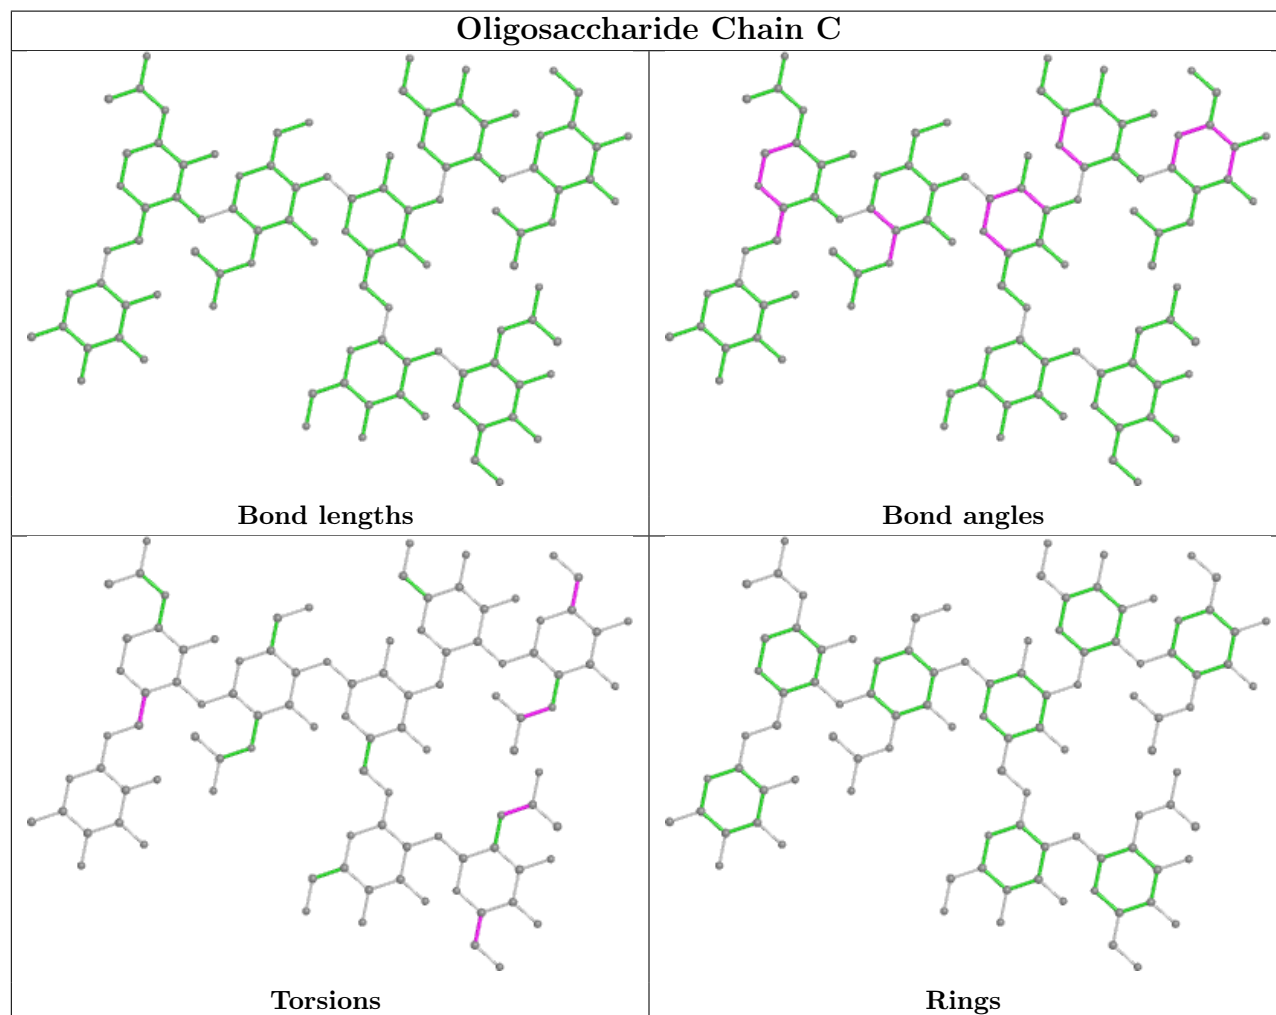 Oligosaccharide Chain C
Bond lengths
Bond angles
Torsions
Rings